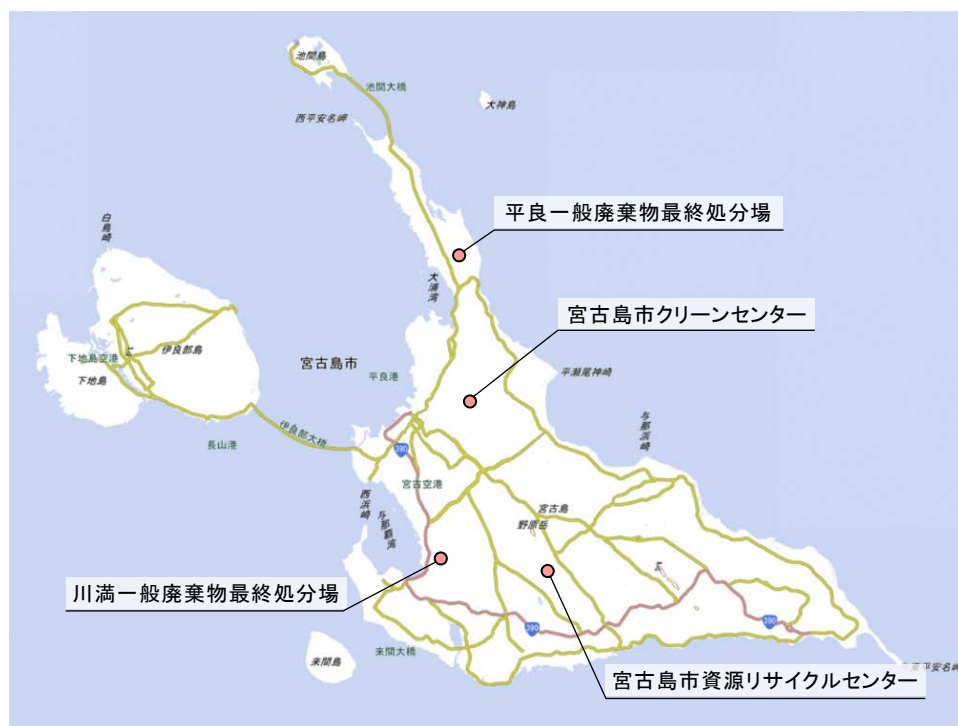 池間島
池間大橋
大神島
西平安名岬
平良一般廃棄物最終処分場
白鳥崎
大浦湾
宮古島市クリーンセンター
伊良部島
下地島空港
下地島
宮古島市
平良港
平瀬尾神崎
伊良部大橋
長山港
390
与那浜崎
宮古空港
西浜崎
与那覇湾
宮古島
野原岳
川満一般廃棄物最終処分場
390
390
来間大橋
来間島
東平安名岬
宮古島市資源リサイクルセンター